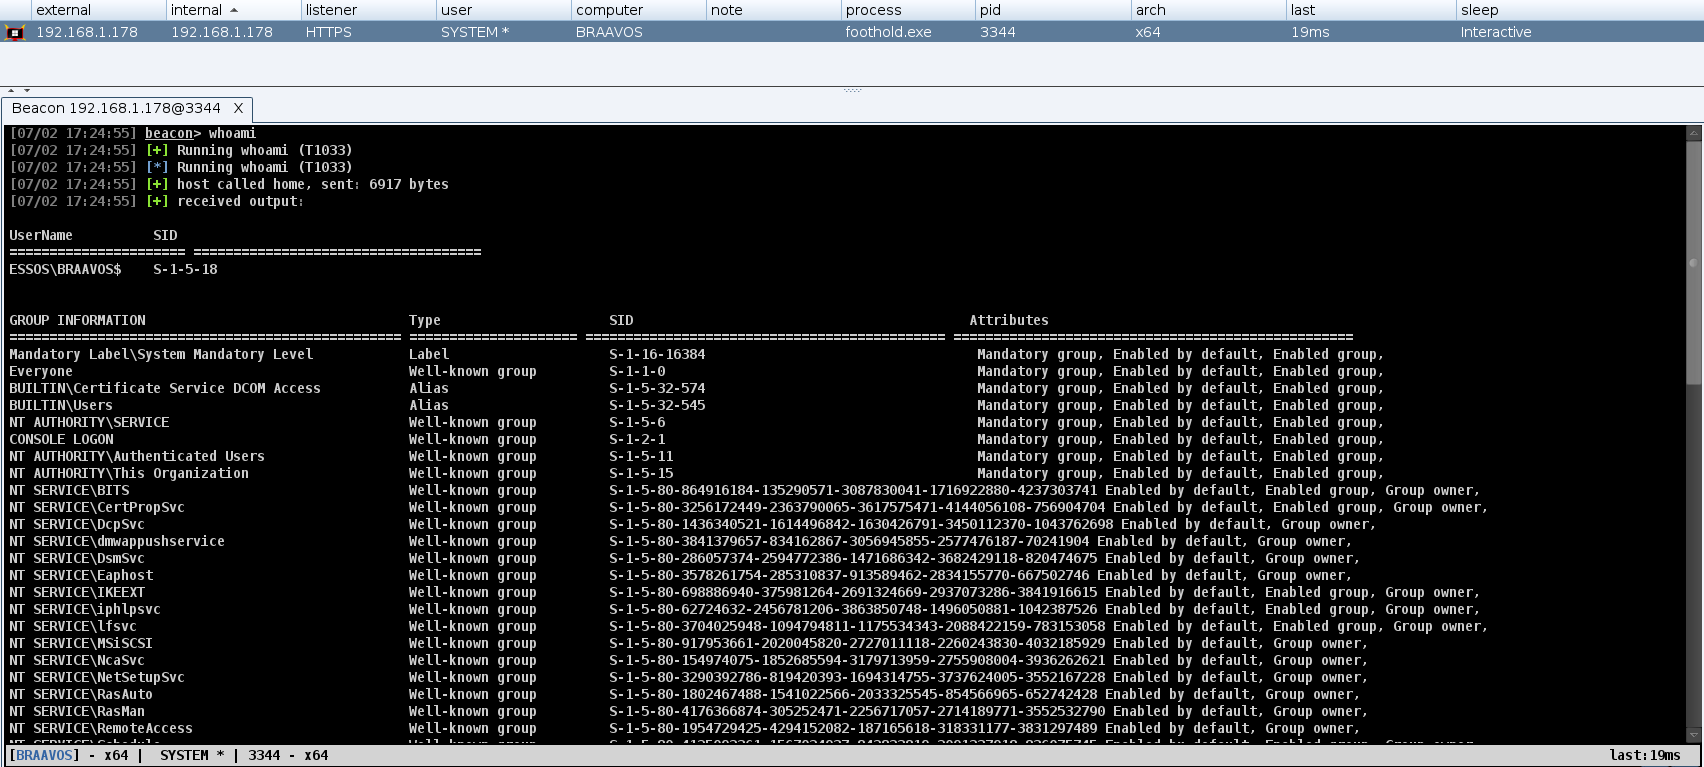 external internal listener user computer note process pid arch last sleep
192.168.1.178 192.168.1.178 HTTPS SYSTEM * BRAAVOS foothold.exe 3344 x64 19ms Interactive
Beacon 192.168.1.178@3344 X
[07/02 17:24:55] beacon> whoami
[07/02 17:24:55] [+] Running whoami (T1033)
[07/02 17:24:55] [*] Running whoami (T1033)
[07/02 17:24:55] [+] host called home, sent: 6917 bytes
[07/02 17:24:55] [+] received output:
UserName SID
====================== ====================================
ESSOS\BRAAVOS$ S-1-5-18
GROUP INFORMATION Type SID Attributes
================================================= ===================== ============================================= ==================================================
Mandatory Label\System Mandatory Level Label S-1-16-16384 Mandatory group, Enabled by default, Enabled group,
Everyone Well-known group S-1-1-0 Mandatory group, Enabled by default, Enabled group,
BUILTIN\Certificate Service DCOM Access Alias S-1-5-32-574 Mandatory group, Enabled by default, Enabled group,
BUILTIN\Users Alias S-1-5-32-545 Mandatory group, Enabled by default, Enabled group,
NT AUTHORITY\SERVICE Well-known group S-1-5-6 Mandatory group, Enabled by default, Enabled group,
CONSOLE LOGON Well-known group S-1-2-1 Mandatory group, Enabled by default, Enabled group,
NT AUTHORITY\Authenticated Users Well-known group S-1-5-11 Mandatory group, Enabled by default, Enabled group,
NT AUTHORITY\This Organization Well-known group S-1-5-15 Mandatory group, Enabled by default, Enabled group,
NT SERVICE\BITS Well-known group S-1-5-80-864916184-135290571-3087830041-1716922880-4237303741 Enabled by default, Enabled group, Group owner,
NT SERVICE\CertPropSvc Well-known group S-1-5-80-3256172449-2363790065-3617575471-4144056108-756904704 Enabled by default, Enabled group, Group owner,
NT SERVICE\DcpSvc Well-known group S-1-5-80-1436340521-1614496842-1630426791-3450112370-1043762698 Enabled by default, Group owner,
NT SERVICE\dmwappushservice Well-known group S-1-5-80-3841379657-834162867-3056945855-2577476187-70241904 Enabled by default, Group owner,
NT SERVICE\DsmSvc Well-known group S-1-5-80-286057374-2594772386-1471686342-3682429118-820474675 Enabled by default, Group owner,
NT SERVICE\Eaphost Well-known group S-1-5-80-3578261754-285310837-913589462-2834155770-667502746 Enabled by default, Group owner,
NT SERVICE\IKEEXT Well-known group S-1-5-80-698886940-375981264-2691324669-2937073286-3841916615 Enabled by default, Enabled group, Group owner,
NT SERVICE\iphlpsvc Well-known group S-1-5-80-62724632-2456781206-3863850748-1496050881-1042387526 Enabled by default, Enabled group, Group owner,
NT SERVICE\lfsvc Well-known group S-1-5-80-3704025948-1094794811-1175534343-2088422159-783153058 Enabled by default, Enabled group, Group owner,
NT SERVICE\MSiSCSI Well-known group S-1-5-80-917953661-2020045820-2727011118-2260243830-4032185929 Enabled by default, Group owner,
NT SERVICE\NcaSvc Well-known group S-1-5-80-154974075-1852685594-3179713959-2755908004-3936262621 Enabled by default, Group owner,
NT SERVICE\NetSetupSvc Well-known group S-1-5-80-3290392786-819420393-1694314755-3737624005-3552167228 Enabled by default, Group owner,
NT SERVICE\RasAuto Well-known group S-1-5-80-1802467488-1541022566-2033325545-854566965-652742428 Enabled by default, Group owner,
NT SERVICE\RasMan Well-known group S-1-5-80-4176366874-305252471-2256717057-2714189771-3552532790 Enabled by default, Group owner,
NT SERVICE\RemoteAccess Well-known group S-1-5-80-1954729425-4294152082-187165618-318331177-3831297489 Enabled by default, Group owner,
[BRAAVOS] - x64 | SYSTEM * | 3344 - x64 last:19ms